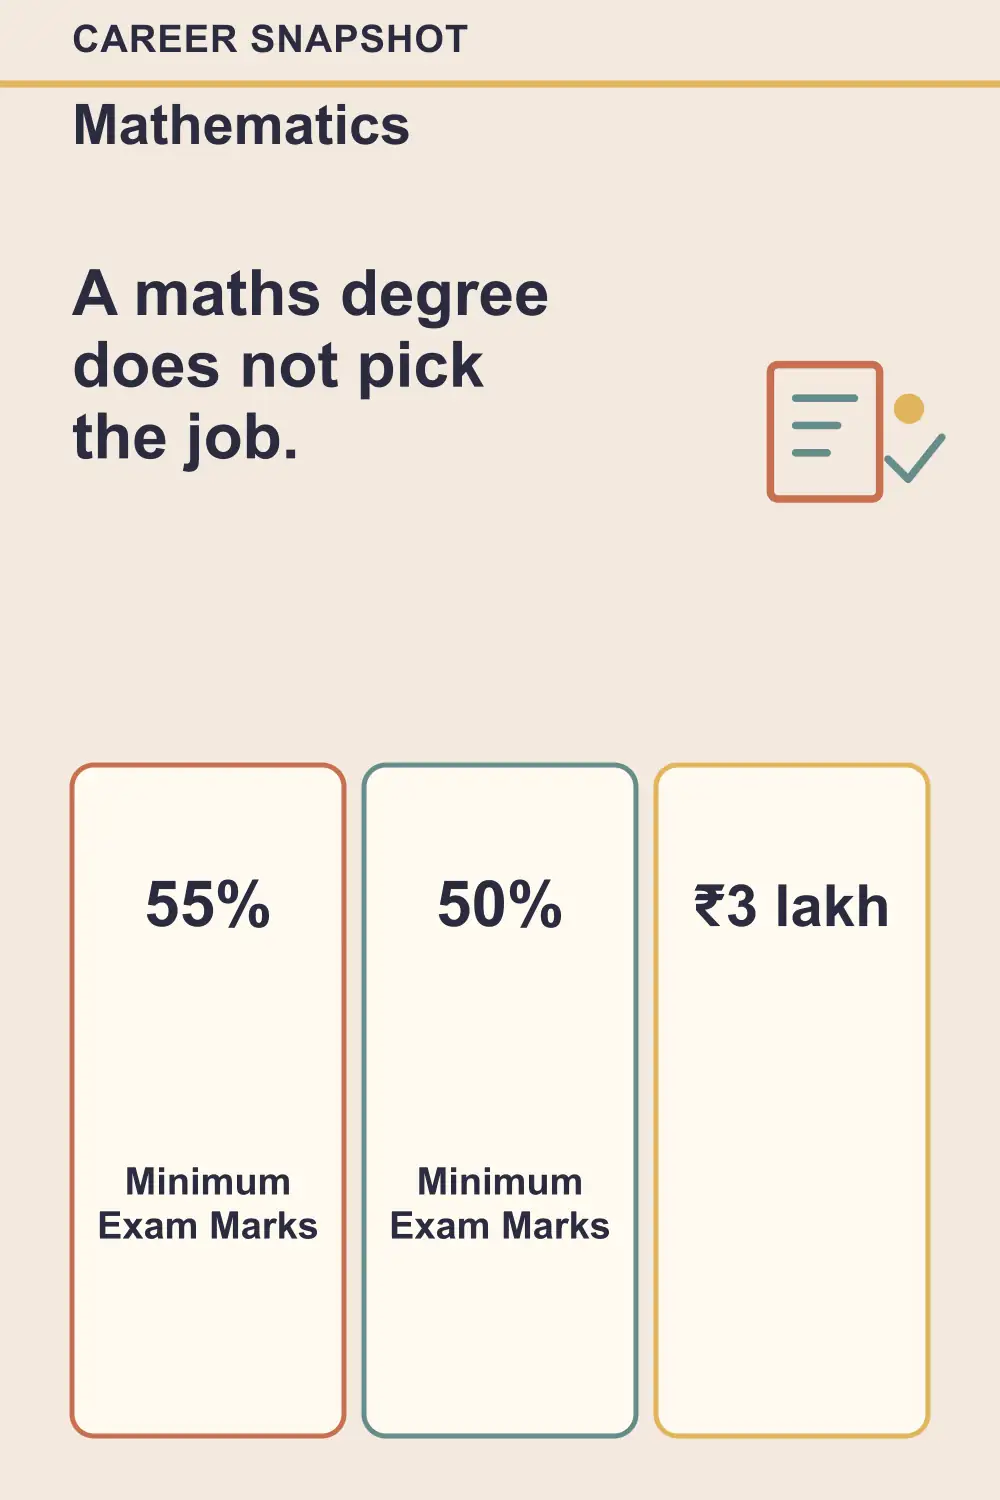 CAREER SNAPSHOT
Mathematics
A maths degree
does not pick
the job.
55%
Minimum
Exam Marks
50%
Minimum
Exam Marks
₹3 lakh